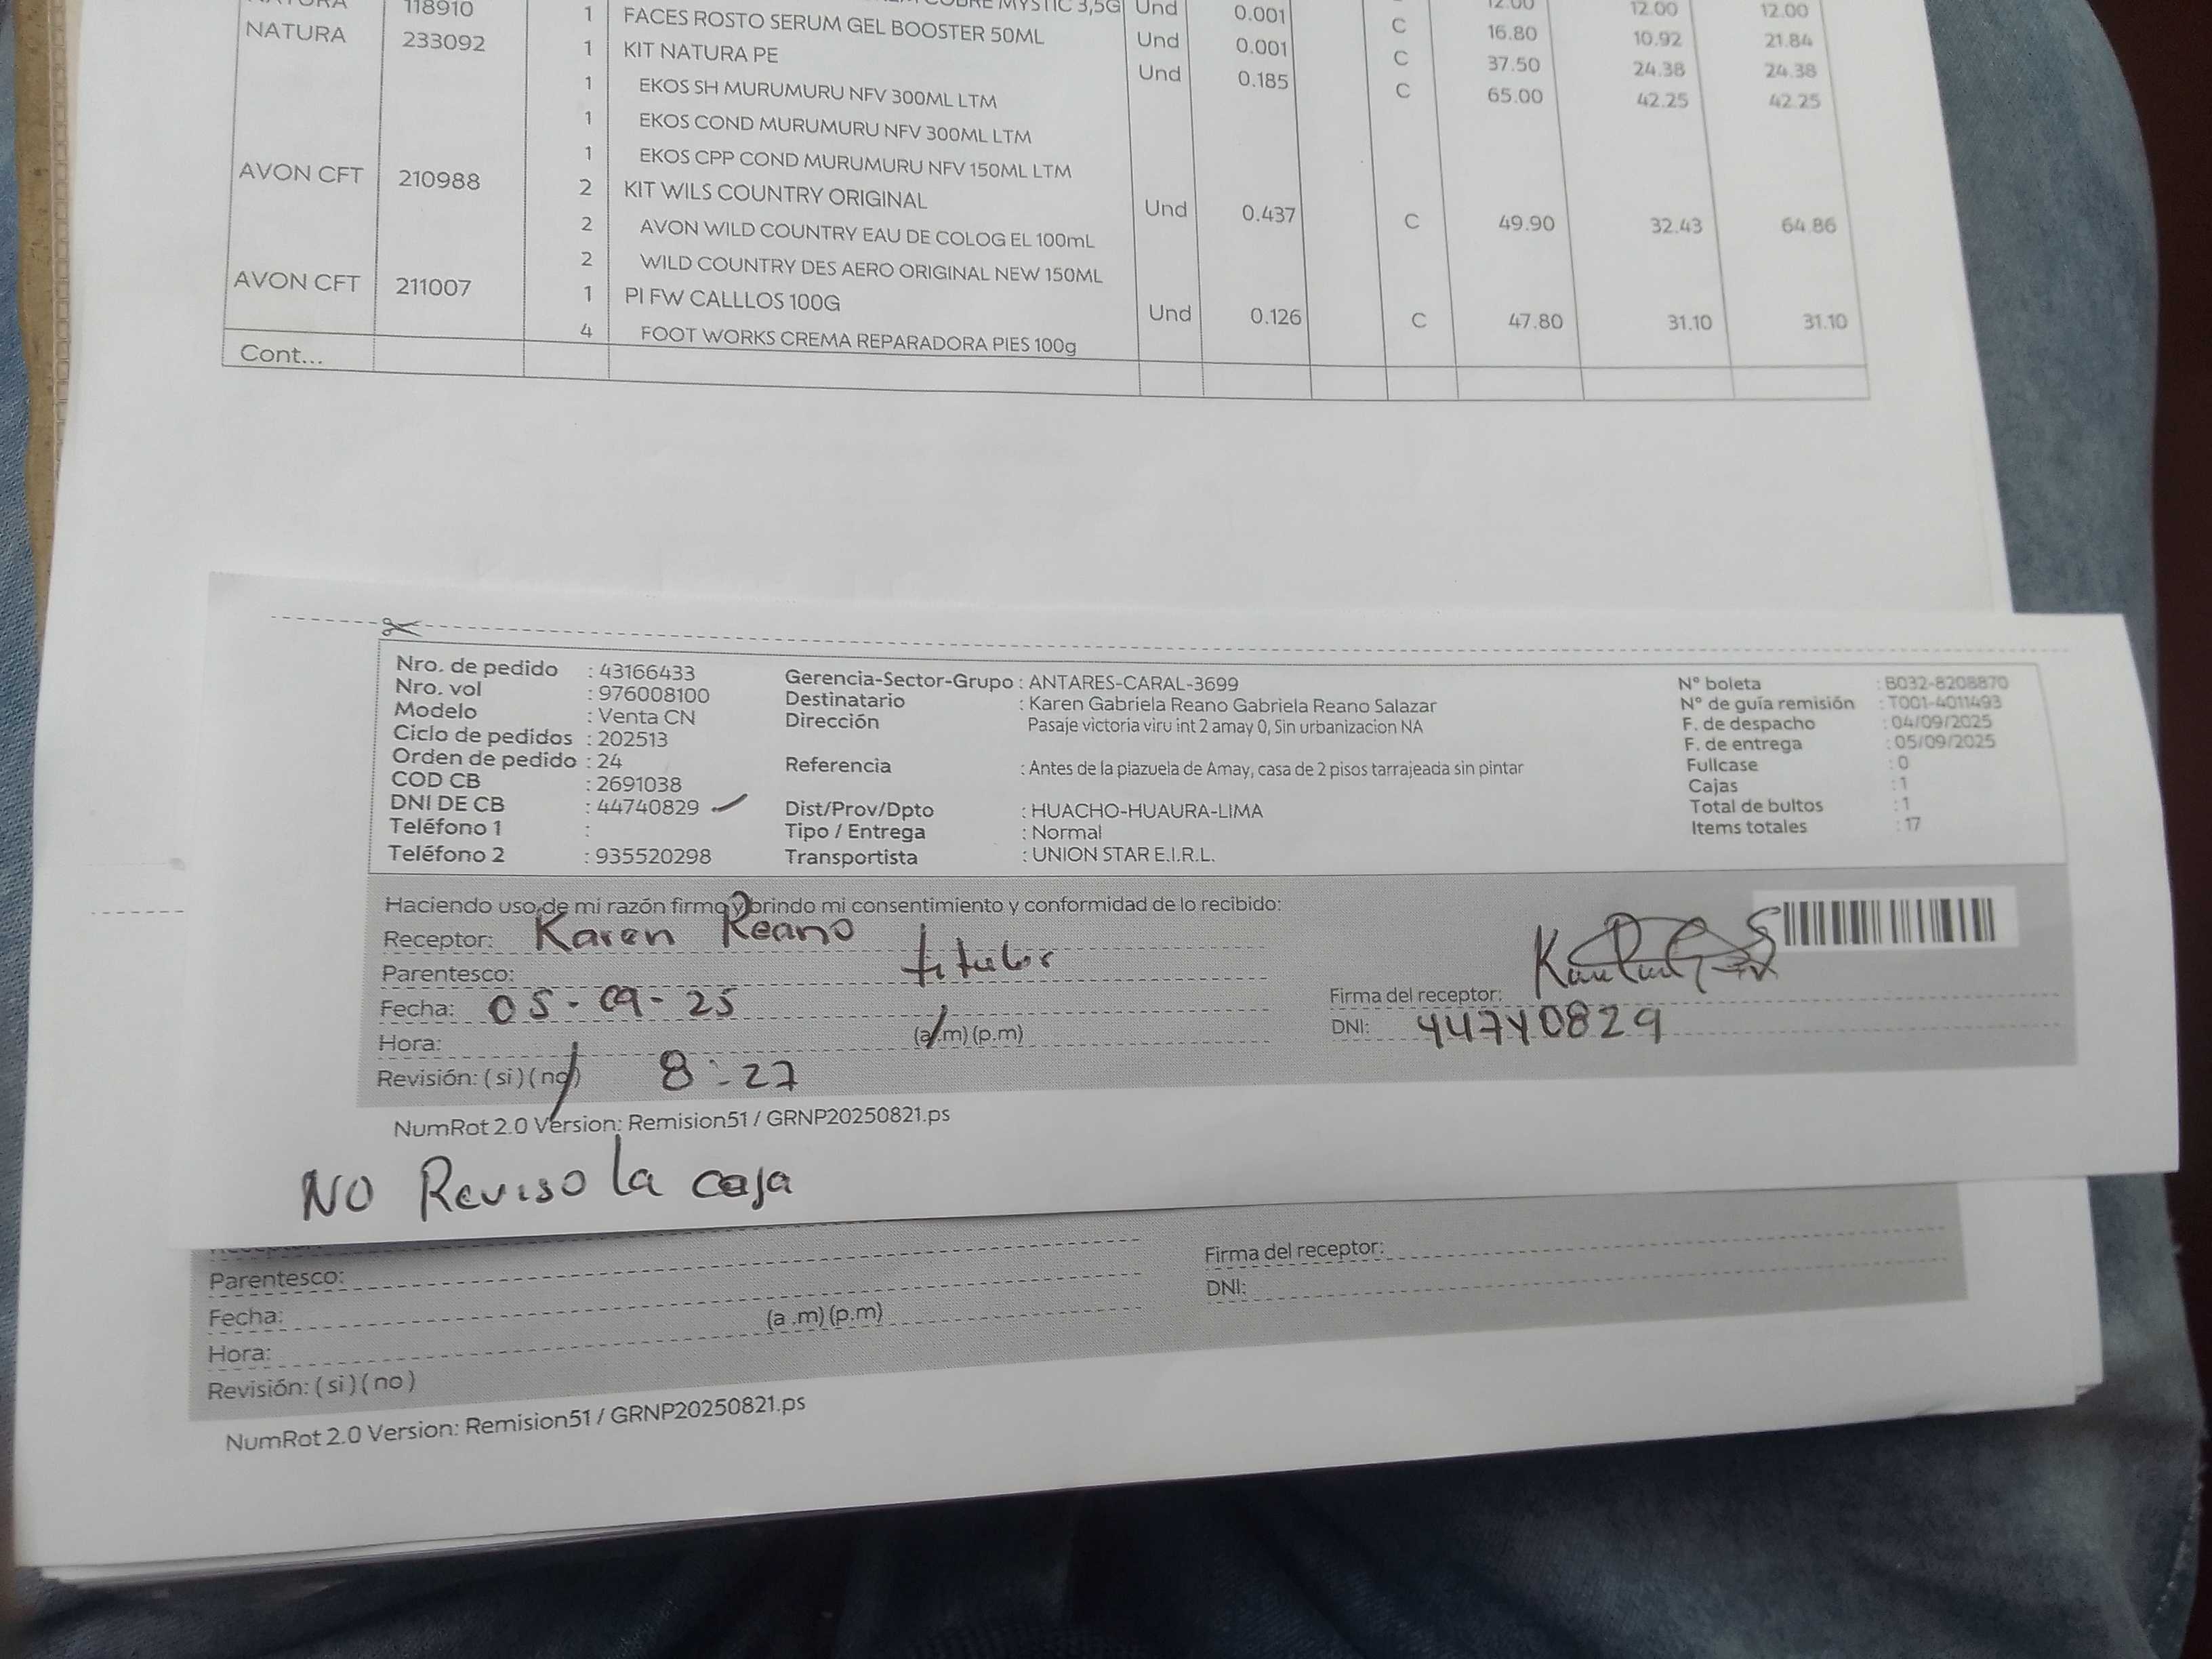 118910 1 MYSTIC 3,5G Und 0.001 12.00 12.00 12.00
NATURA 233092 1 FACES ROSTO SERUM GEL BOOSTER 50ML Und 0.001 C 16.80 10.92 21.84
1 KIT NATURA PE Und 0.185 C 37.50 24.38 24.38
1 EKOS SH MURUMURU NFV 300ML LTM C 65.00 42.25 42.25
1 EKOS COND MURUMURU NFV 300ML LTM
1 EKOS CPP COND MURUMURU NFV 150ML LTM
AVON CFT 210988 2 KIT WILS COUNTRY ORIGINAL Und 0.437 C 49.90 32.43 64.86
2 AVON WILD COUNTRY EAU DE COLOG EL 100mL
2 WILD COUNTRY DES AERO ORIGINAL NEW 150ML
AVON CFT 211007 1 PI FW CALLLOS 100G Und 0.126 C 47.80 31.10 31.10
4 FOOT WORKS CREMA REPARADORA PIES 100g
Cont...
Nro. de pedido : 43166433
Nro. vol : 976008100
Modelo : Venta CN
Ciclo de pedidos : 202513
Orden de pedido : 24
COD CB : 2691038
DNI DE CB : 44740829
Teléfono 1 :
Teléfono 2 : 935520298
Gerencia-Sector-Grupo : ANTARES-CARAL-3699
Destinatario : Karen Gabriela Reano Gabriela Reano Salazar
Dirección Pasaje victoria viru int 2 amay 0, Sin urbanizacion NA
Referencia : Antes de la plazuela de Amay, casa de 2 pisos tarrajeada sin pintar
Dist/Prov/Dpto : HUACHO-HUAURA-LIMA
Tipo / Entrega : Normal
Transportista : UNION STAR E.I.R.L.
N° boleta : B032-8208870
N° de guía remisión : T001-4011493
F. de despacho : 04/09/2025
F. de entrega : 05/09/2025
Fullcase : 0
Cajas : 1
Total de bultos : 1
Items totales : 17
Haciendo uso de mi razón firmo y brindo mi consentimiento y conformidad de lo recibido:
Receptor: Karen Reano
Parentesco: titular
Fecha: 05-09-25
Hora: (a.m) (p.m)
Revisión: (si) (no) 8:27
Firma del receptor:
DNI: 44740829
NumRot 2.0 Version: Remision51 / GRNP20250821.ps
NO Reviso la caja
Parentesco:
Fecha:
Hora: (a .m) (p.m)
Revisión: (si) (no)
Firma del receptor:
DNI:
NumRot 2.0 Version: Remision51 / GRNP20250821.ps